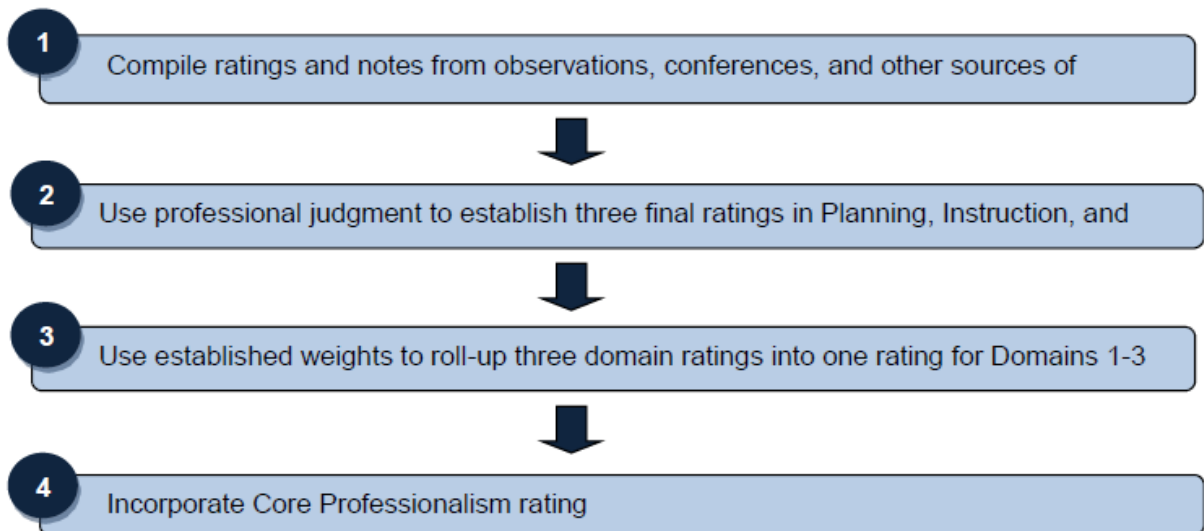 1
Compile ratings and notes from observations, conferences, and other sources of
2
Use professional judgment to establish three final ratings in Planning, Instruction, and
3
Use established weights to roll-up three domain ratings into one rating for Domains 1-3
4
Incorporate Core Professionalism rating